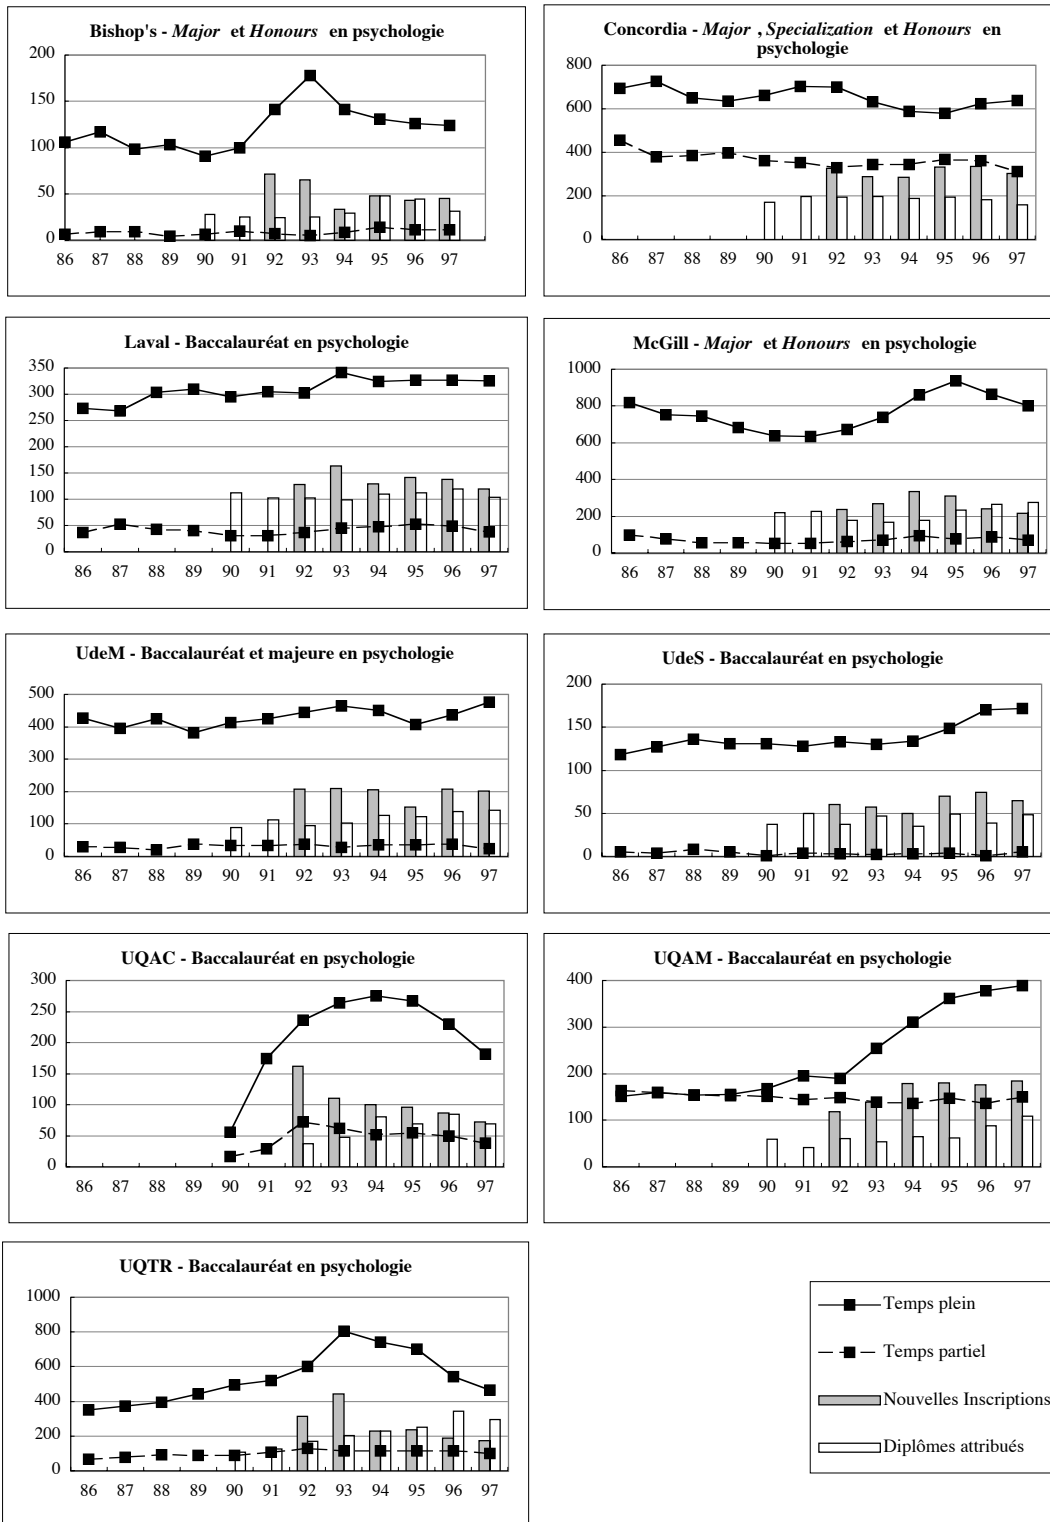 Bishop's - Major et Honours en psychologie
200
150
100
50
0
86 87 88 89 90 91 92 93 94 95 96 97
Concordia - Major , Specialization et Honours en
psychologie
800
600
400
200
0
86 87 88 89 90 91 92 93 94 95 96 97
Laval - Baccalauréat en psychologie
350
300
250
200
150
100
50
0
86 87 88 89 90 91 92 93 94 95 96 97
McGill - Major et Honours en psychologie
1000
800
600
400
200
0
86 87 88 89 90 91 92 93 94 95 96 97
UdeM - Baccalauréat et majeure en psychologie
500
400
300
200
100
0
86 87 88 89 90 91 92 93 94 95 96 97
UdeS - Baccalauréat en psychologie
200
150
100
50
0
86 87 88 89 90 91 92 93 94 95 96 97
UQAC - Baccalauréat en psychologie
300
250
200
150
100
50
0
86 87 88 89 90 91 92 93 94 95 96 97
UQAM - Baccalauréat en psychologie
400
300
200
100
0
86 87 88 89 90 91 92 93 94 95 96 97
UQTR - Baccalauréat en psychologie
1000
800
600
400
200
0
86 87 88 89 90 91 92 93 94 95 96 97
Temps plein
Temps partiel
Nouvelles Inscriptions
Diplômes attribués